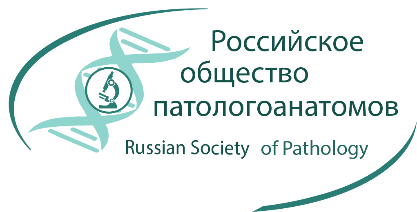 Российское
общество
патологоанатомов
Russian Society of Pathology